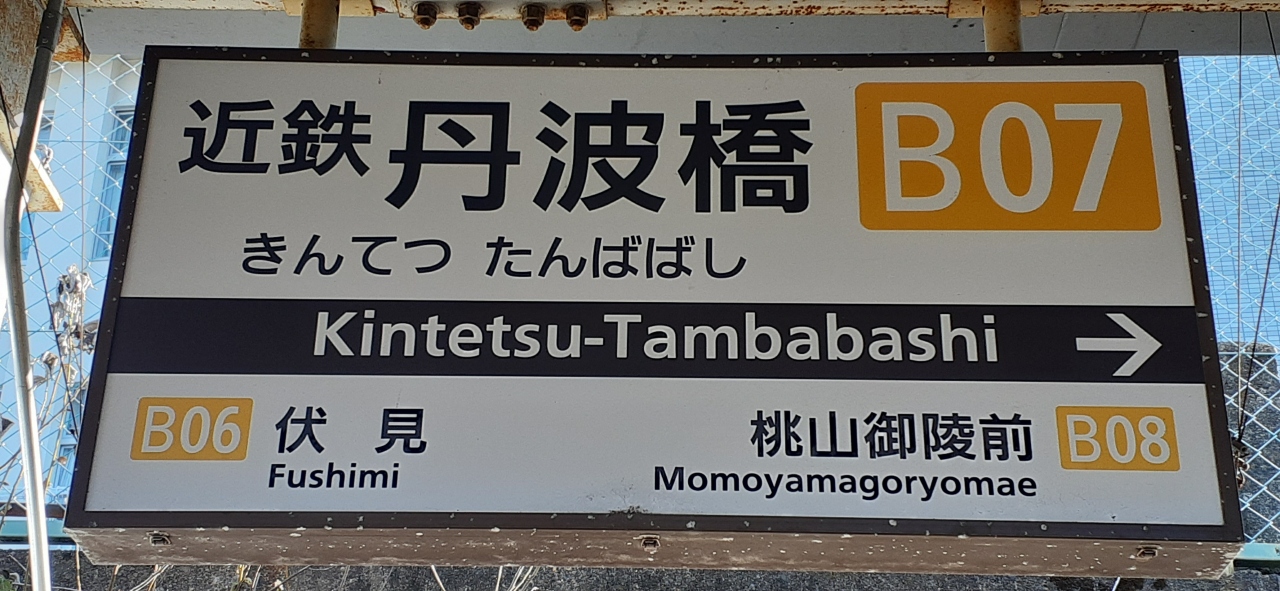 近鉄丹波橋 B07
きんてつ たんばばし
Kintetsu-Tambabashi →
B06 伏見 桃山御陵前 B08
Fushimi Momoyamagoryomae